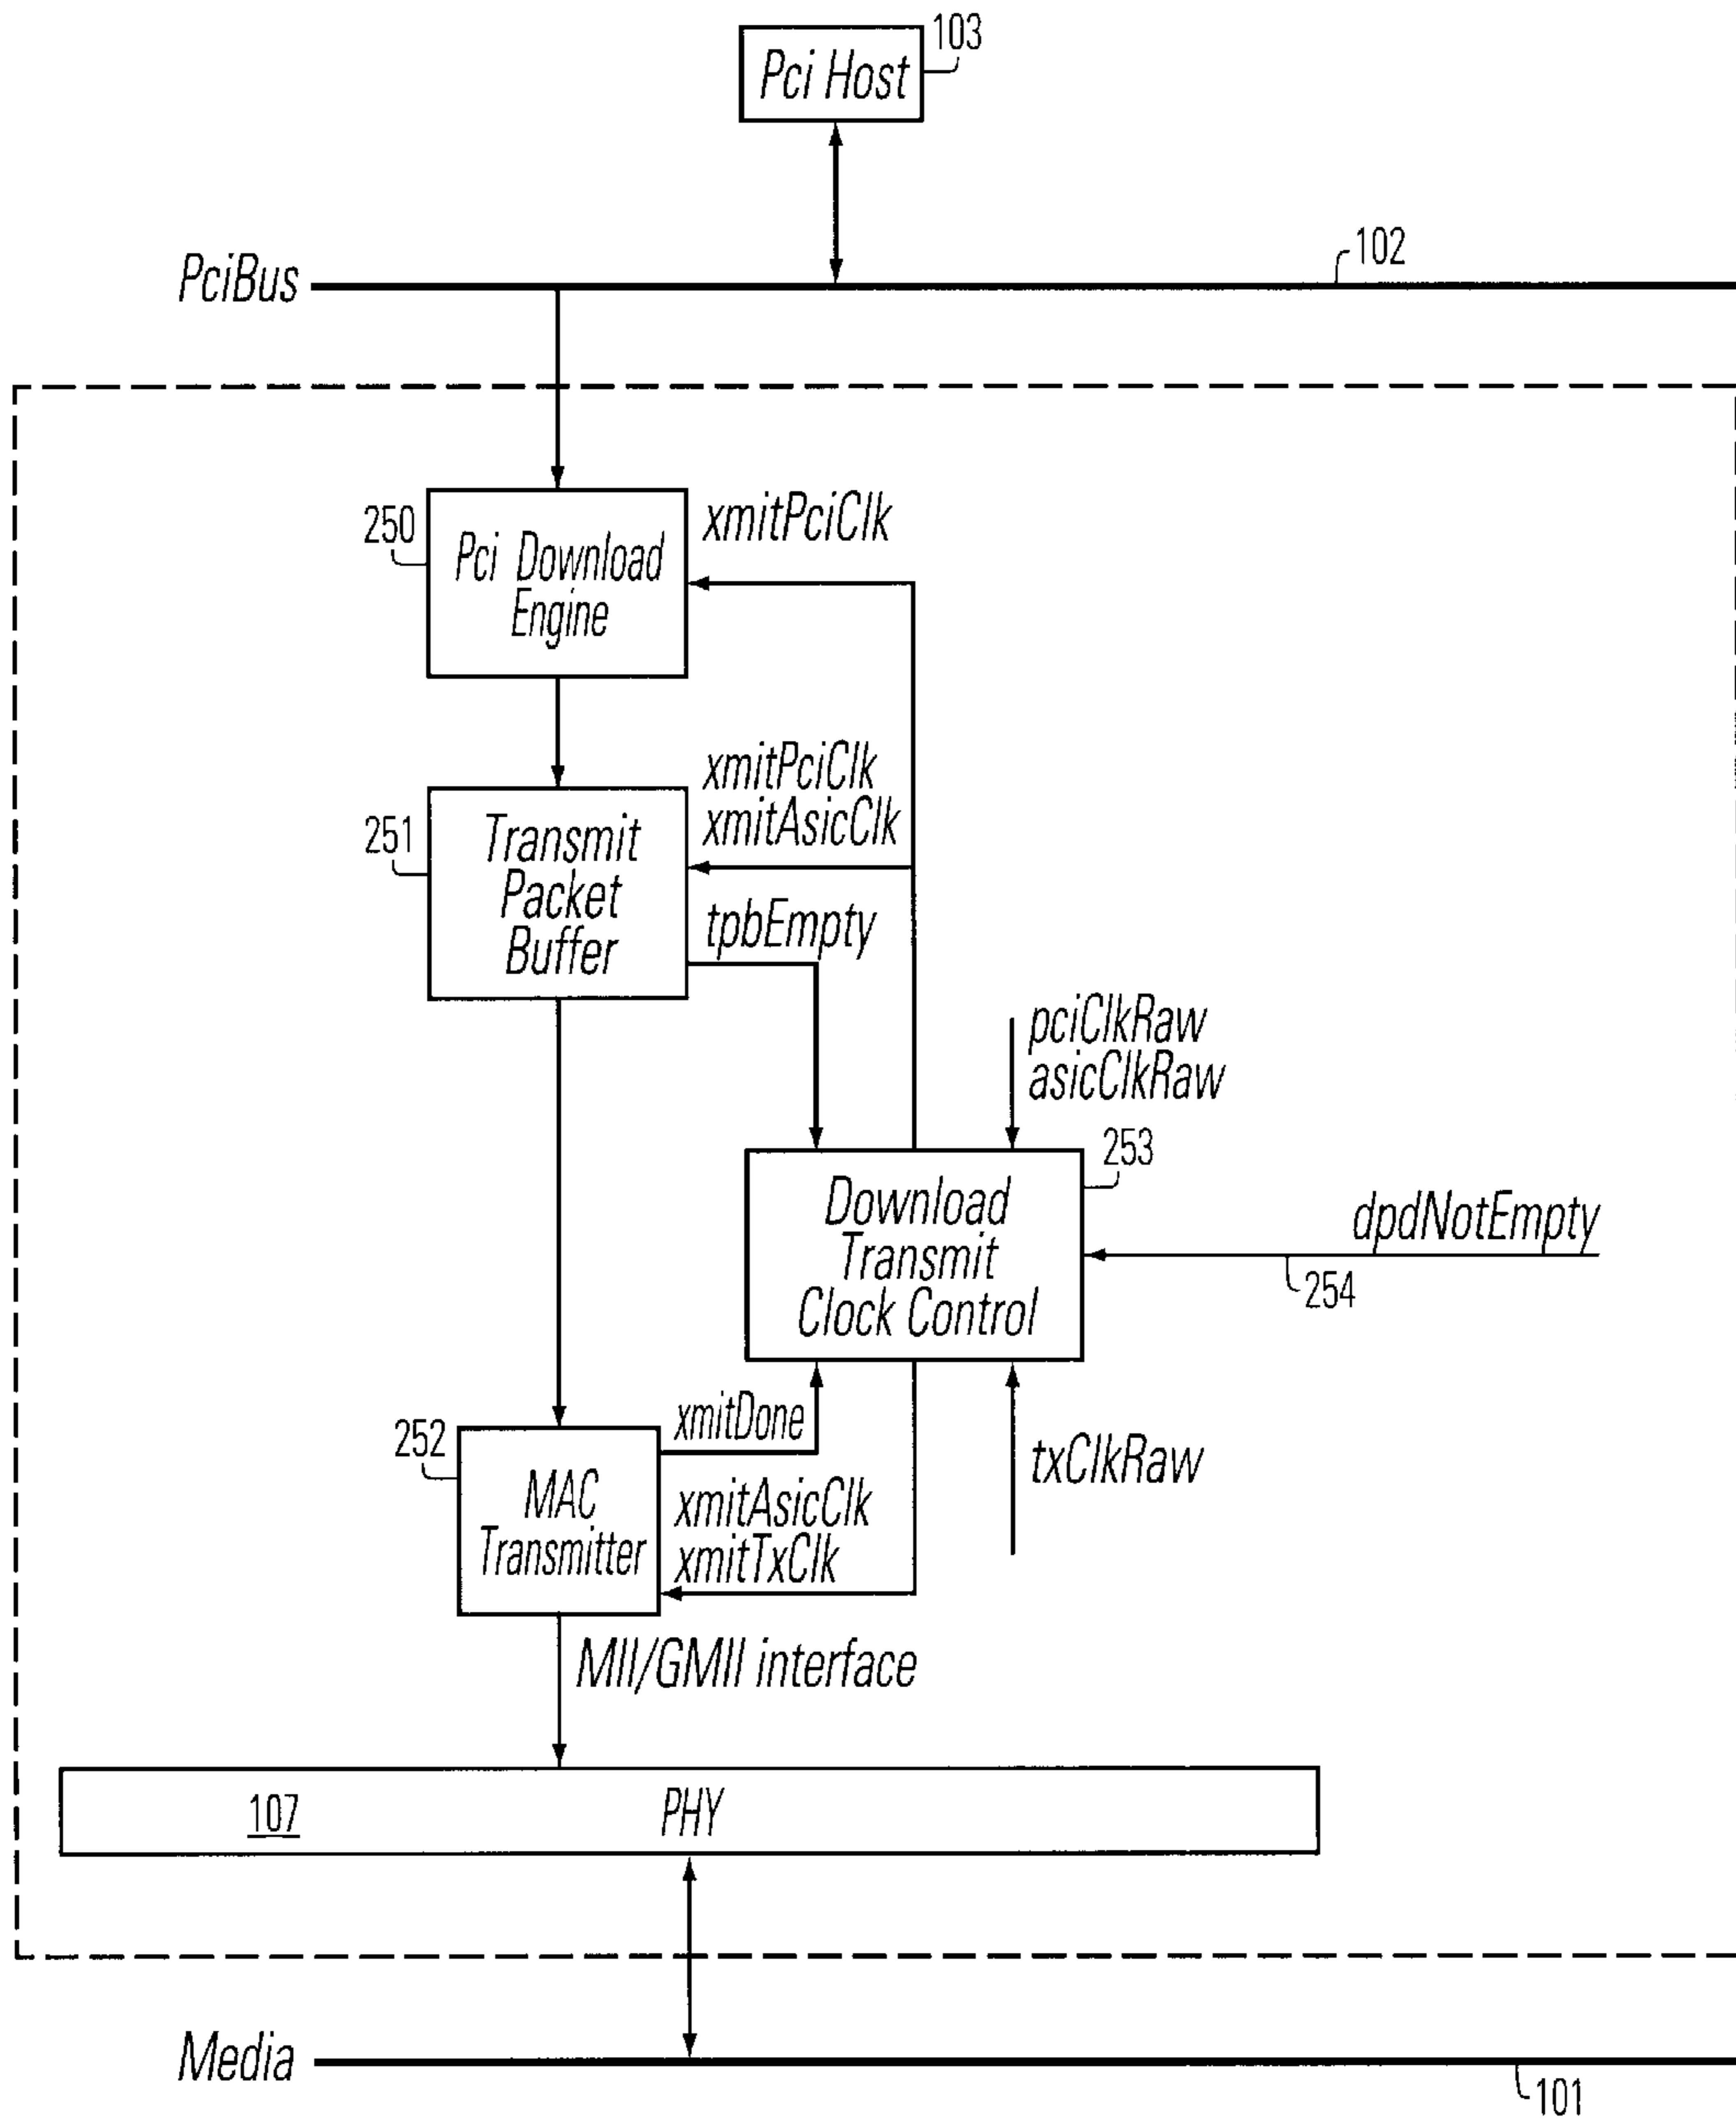 103
Pci Host
102
PciBus
250
Pci Download
Engine
xmitPciClk
251
Transmit
Packet
Buffer
xmitPciClk
xmitAsicClk
tpbEmpty
pciClkRaw
asicClkRaw
253
Download
Transmit
Clock Control
dpdNotEmpty
254
252
MAC
Transmitter
xmitDone
xmitAsicClk
xmitTxClk
txClkRaw
MII/GMII interface
107
PHY
Media
101